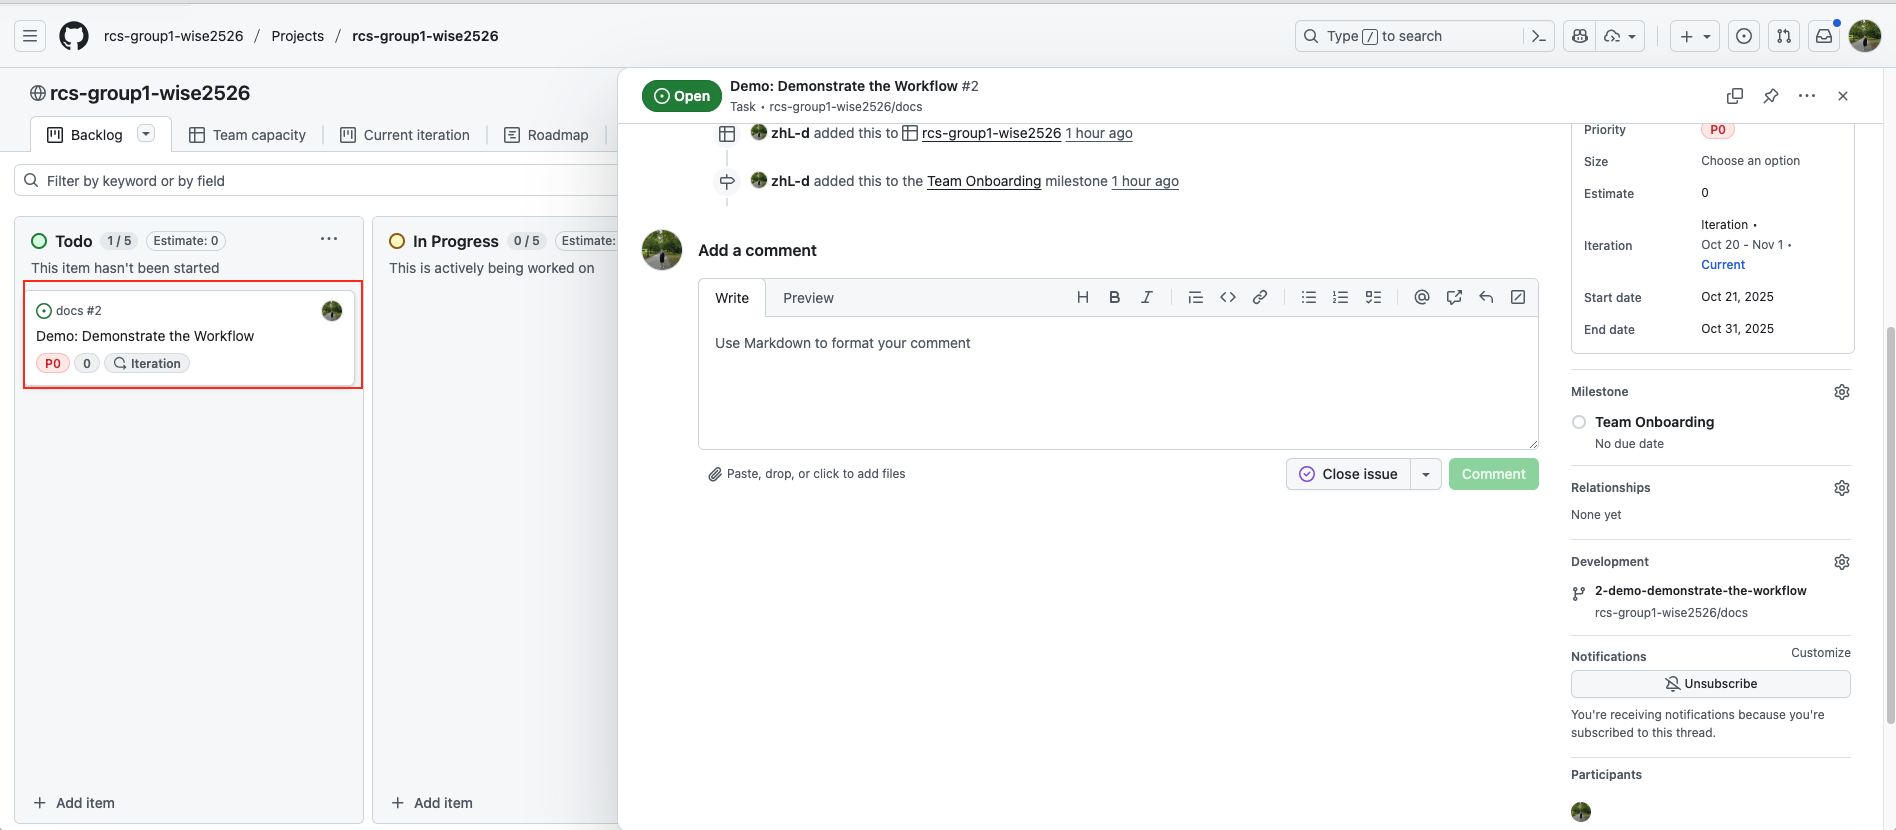 rcs-group1-wise2526 / Projects / rcs-group1-wise2526
Type / to search
rcs-group1-wise2526
Backlog
Team capacity
Current iteration
Roadmap
Filter by keyword or by field
Todo 1 / 5 Estimate: 0
This item hasn't been started
docs #2
Demo: Demonstrate the Workflow
P0 0 Iteration
Add item
In Progress 0 / 5 Estimate:
This is actively being worked on
Add item
Open
Demo: Demonstrate the Workflow #2
Task • rcs-group1-wise2526/docs
zhL-d added this to rcs-group1-wise2526 1 hour ago
zhL-d added this to the Team Onboarding milestone 1 hour ago
Add a comment
Write Preview
Use Markdown to format your comment
Paste, drop, or click to add files
Close issue
Comment
Priority P0
Size Choose an option
Estimate 0
Iteration Iteration •
Oct 20 - Nov 1 •
Current
Start date Oct 21, 2025
End date Oct 31, 2025
Milestone
Team Onboarding
No due date
Relationships
None yet
Development
2-demo-demonstrate-the-workflow
rcs-group1-wise2526/docs
Notifications Customize
Unsubscribe
You're receiving notifications because you're
subscribed to this thread.
Participants